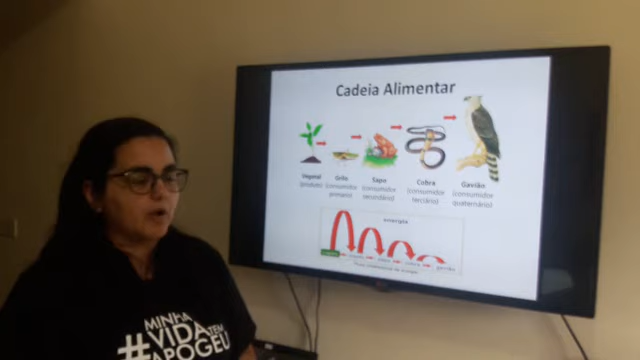 Cadeia Alimentar
Vegetal
(produtor)
Grilo
(consumidor
primário)
Sapo
(consumidor
secundário)
Cobra
(consumidor
terciário)
Gavião
(consumidor
quaternário)
energia
MINHA
VIDA TEM
#APOGEU